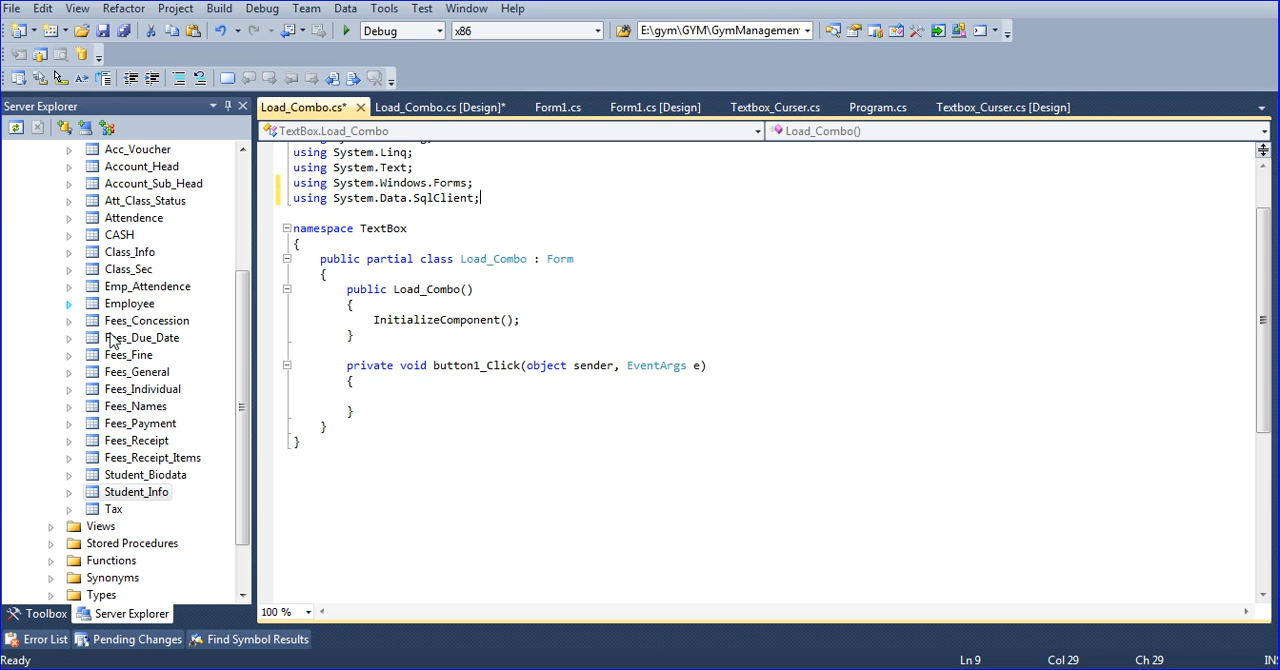 File Edit View Refactor Project Build Debug Team Data Tools Test Window Help
Debug x86 E:\gym\GYM\GymManagement
Server Explorer
Load_Combo.cs* Load_Combo.cs [Design]* Form1.cs Form1.cs [Design] Textbox_Curser.cs Program.cs Textbox_Curser.cs [Design]
TextBox.Load_Combo Load_Combo()
Acc_Voucher
Account_Head
Account_Sub_Head
Att_Class_Status
Attendence
CASH
Class_Info
Class_Sec
Emp_Attendence
Employee
Fees_Concession
Fees_Due_Date
Fees_Fine
Fees_General
Fees_Individual
Fees_Names
Fees_Payment
Fees_Receipt
Fees_Receipt_Items
Student_Biodata
Student_Info
Tax
Views
Stored Procedures
Functions
Synonyms
Types
using System.Linq;
using System.Text;
using System.Windows.Forms;
using System.Data.SqlClient;
namespace TextBox
{
public partial class Load_Combo : Form
{
public Load_Combo()
{
InitializeComponent();
}
private void button1_Click(object sender, EventArgs e)
{
}
}
}
100 %
Toolbox Server Explorer
Error List Pending Changes Find Symbol Results
Ready Ln 9 Col 29 Ch 29 IN